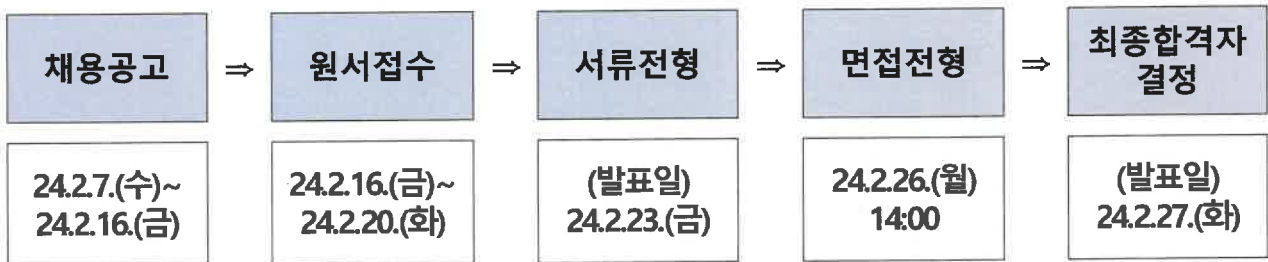 채용공고 ⇒ 원서접수 ⇒ 서류전형 ⇒ 면접전형 ⇒ 최종합격자
결정
24.2.7.(수)~
24.2.16.(금)
24.2.16.(금)~
24.2.20.(화)
(발표일)
24.2.23.(금)
24.2.26.(월)
14:00
(발표일)
24.2.27.(화)